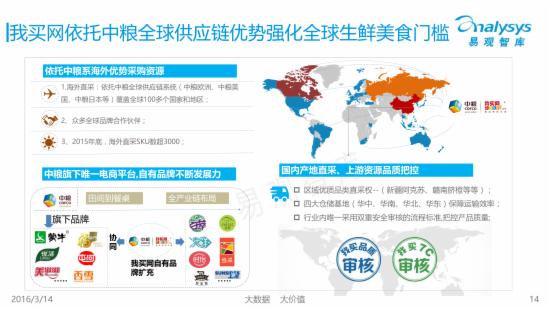 我买网依托中粮全球供应链优势强化全球生鲜美食门槛
analysys
易观智库
依托中粮系海外优势采购资源
1.海外直采：依托中粮全球供应链系统（中粮欧洲、中粮美
国、中粮日本等）覆盖全球100多个国家和地区；
2、众多全球品牌合作伙伴；
3、2015年底，海外直采SKU数超3000；
中粮
COFCO
我买网
中粮旗下唯一电商平台,自有品牌不断发展力
中粮
COFCO
田间到餐桌
全产业链布局
旗下品牌
蒙牛
悦活
中茶
美滋滋
香雪
协同
中粮
我买网
我买网自有品
牌扩充
时怡
国内产地直采、上游资源品质把控
区域优质品类直采权--（新疆阿克苏、赣南脐橙等等）；
四大仓储基地（华中、华南、华北、华东）保障运输效率；
行业内唯一采用双重安全审核的流程标准,把控产品质量;
我买品质
审核
我买7C
审核
2016/3/14
大数据 大价值
14